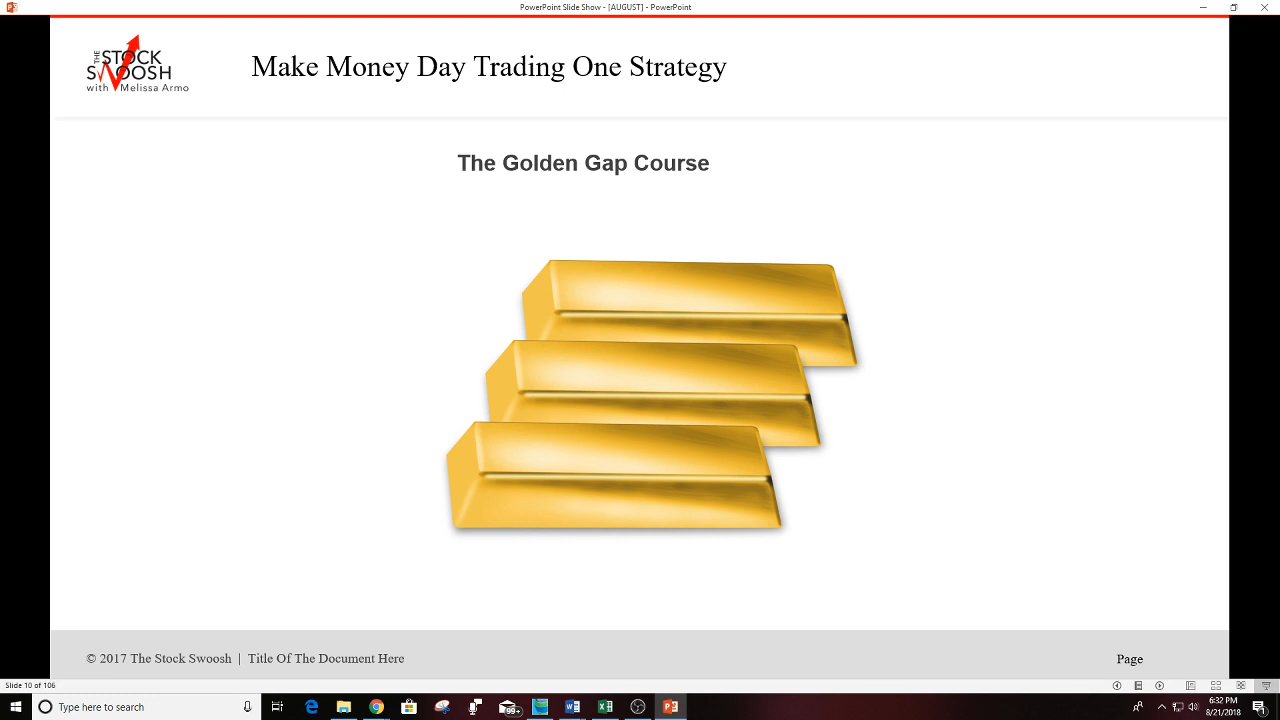 PowerPoint Slide Show - [AUGUST] - PowerPoint
THE STOCK
SWOOSH
with Melissa Armo
Make Money Day Trading One Strategy
The Golden Gap Course
© 2017 The Stock Swoosh | Title Of The Document Here
Page
Slide 10 of 106
Type here to search
99+
6:32 PM
8/21/2018